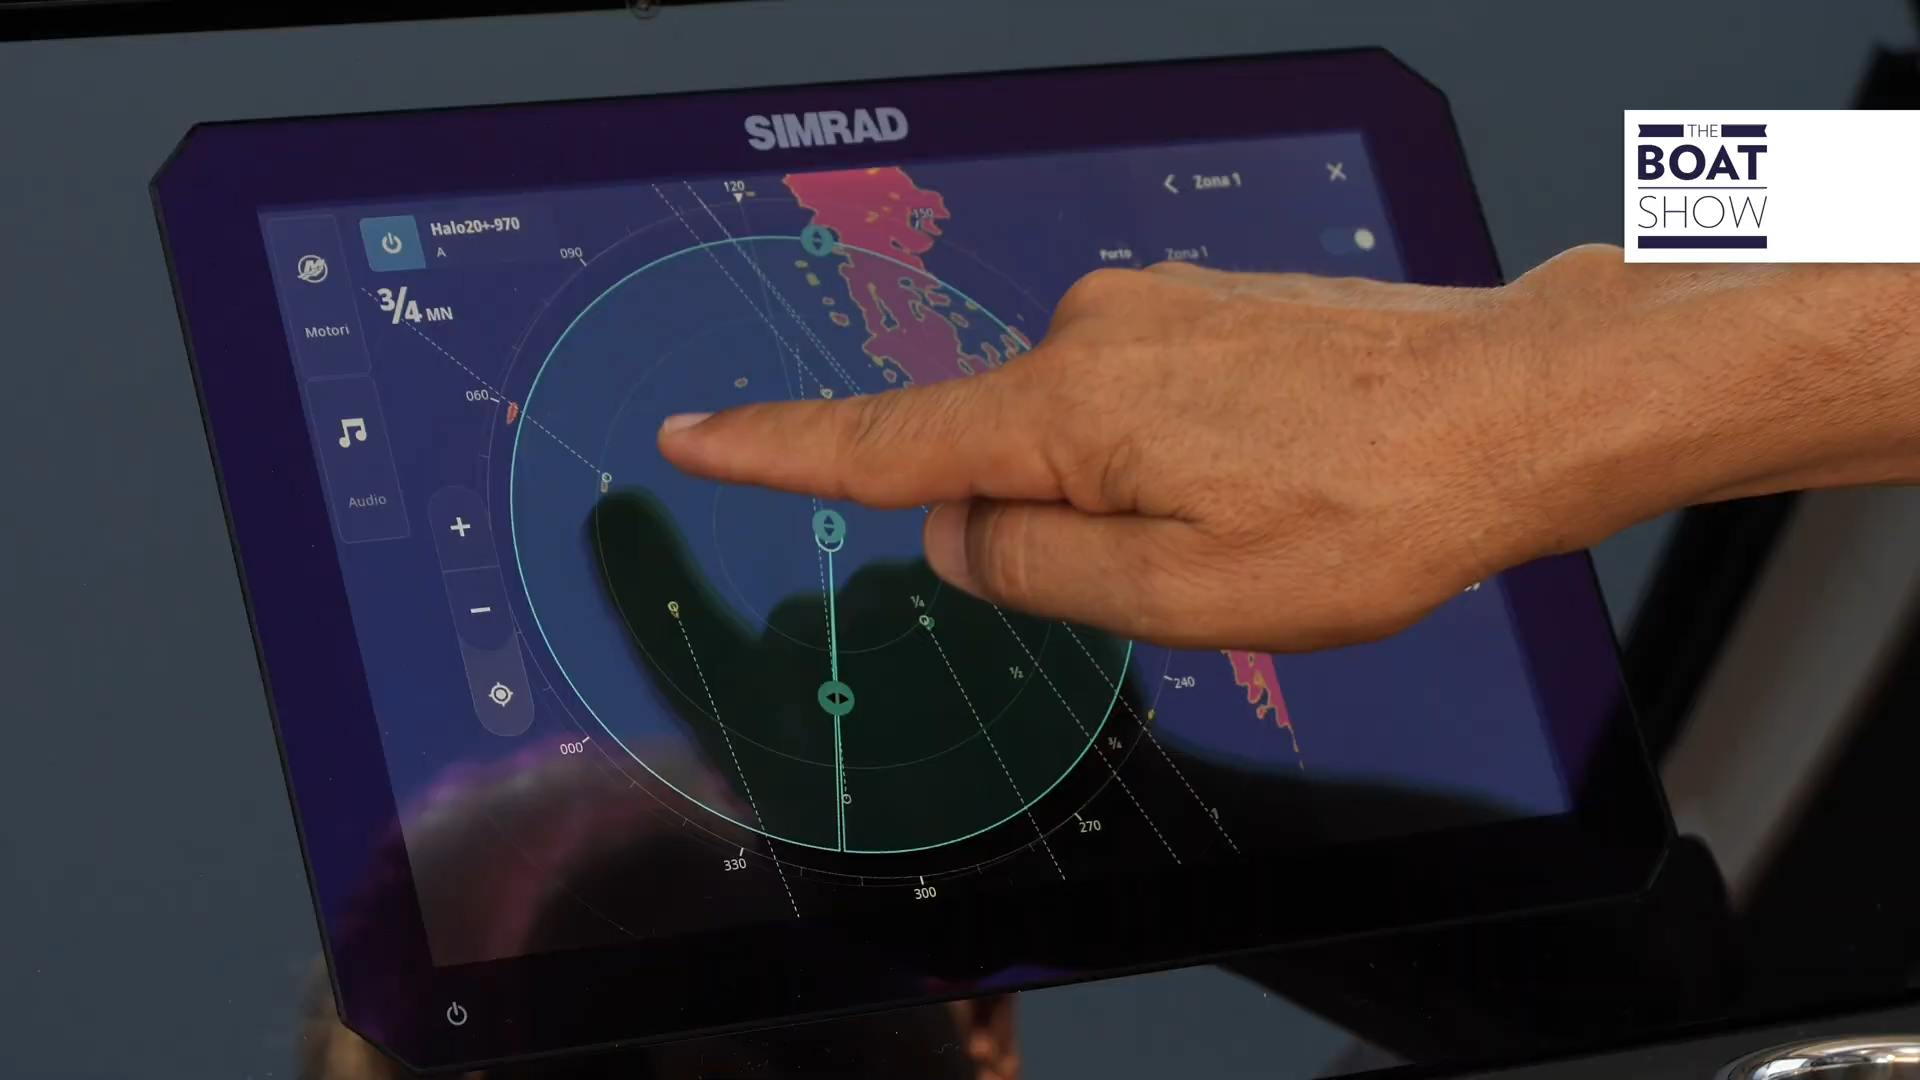 SIMRAD
THE
BOAT
SHOW
Halo20+-970
A
3/4 MN
Motori
Audio
Zona 1
Porto
Zona 1
120
150
090
060
000
330
300
270
240
1/4
1/2
3/4